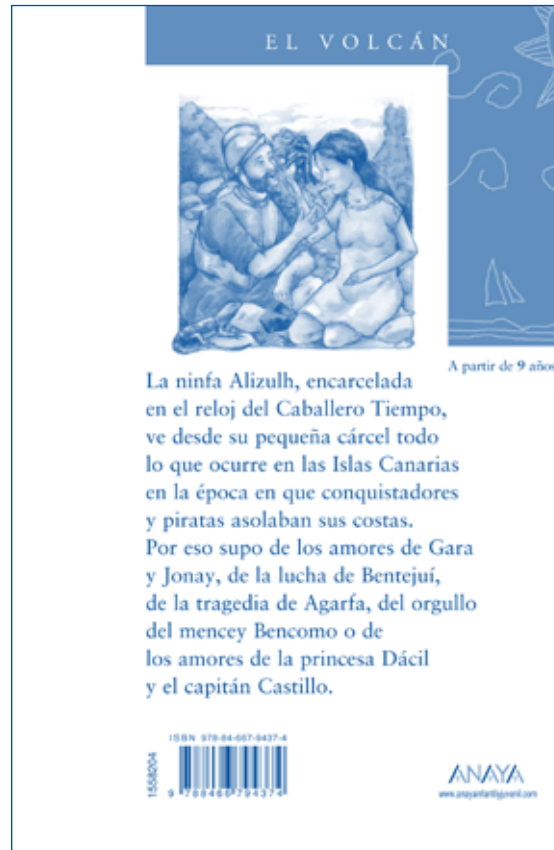 EL VOLCÁN
A partir de 9 años
La ninfa Alizulh, encarcelada
en el reloj del Caballero Tiempo,
ve desde su pequeña cárcel todo
lo que ocurre en las Islas Canarias
en la época en que conquistadores
y piratas asolaban sus costas.
Por eso supo de los amores de Gara
y Jonay, de la lucha de Bentejuí,
de la tragedia de Agarfa, del orgullo
del mencey Bencomo o de
los amores de la princesa Dácil
y el capitán Castillo.
ISBN 978-84-667-9437-4
1558204
9 788466 794374
ANAYA
www.anayainfantilyjuvenil.com